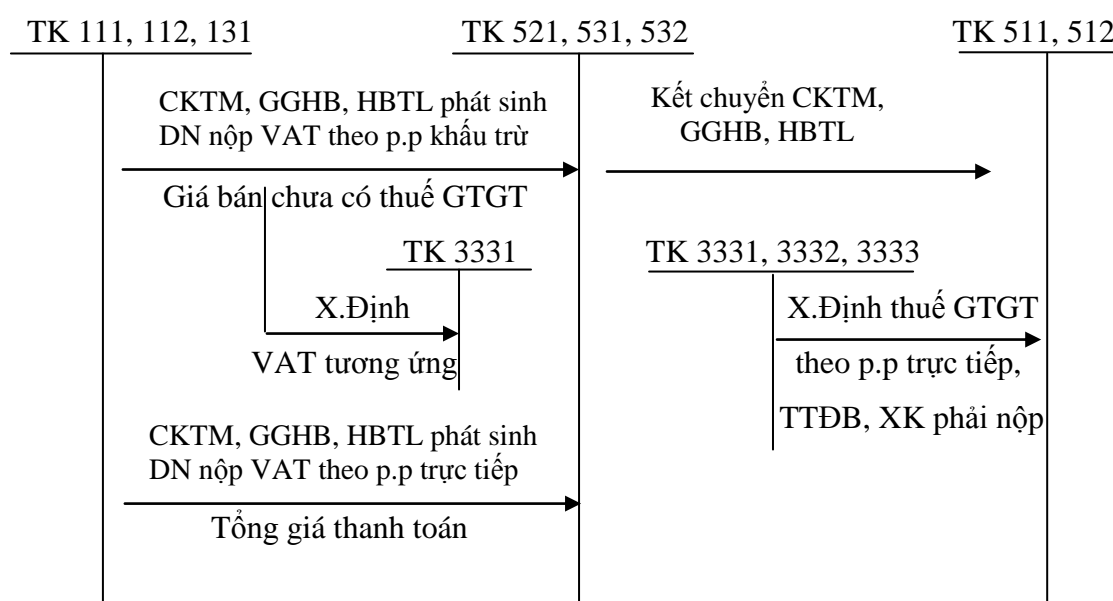 TK 111, 112, 131
TK 521, 531, 532
TK 511, 512
CKTM, GGHB, HBTL phát sinh
DN nộp VAT theo p.p khấu trừ
Kết chuyển CKTM,
GGHB, HBTL
Giá bán chưa có thuế GTGT
TK 3331
TK 3331, 3332, 3333
X.Định
VAT tương ứng
X.Định thuế GTGT
theo p.p trực tiếp,
TTĐB, XK phải nộp
CKTM, GGHB, HBTL phát sinh
DN nộp VAT theo p.p trực tiếp
Tổng giá thanh toán